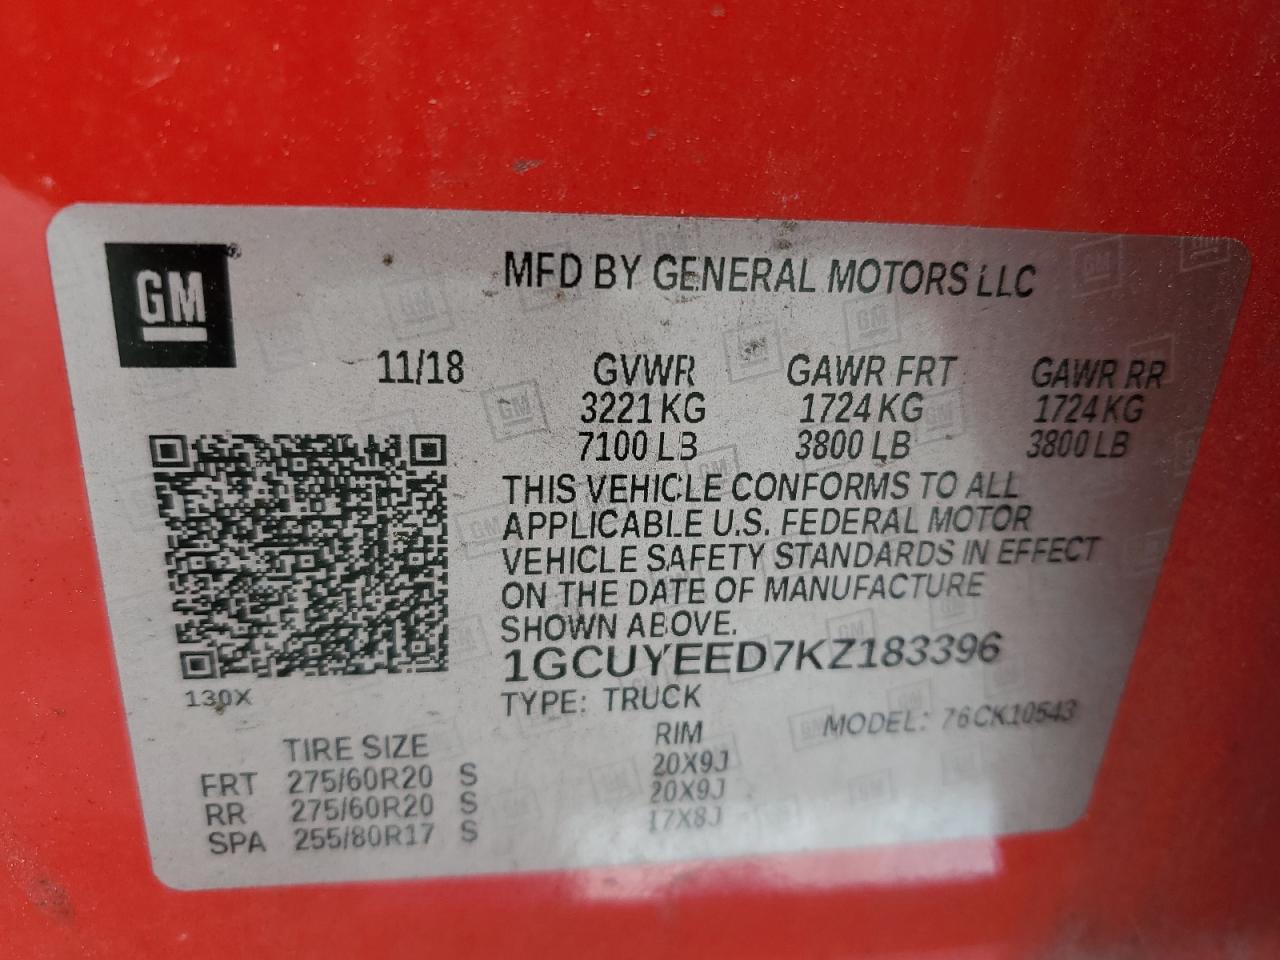 GM
MFD BY GENERAL MOTORS LLC
11/18 GVWR GAWR FRT GAWR RR
3221 KG 1724 KG 1724 KG
7100 LB 3800 LB 3800 LB
THIS VEHICLE CONFORMS TO ALL
APPLICABLE U.S. FEDERAL MOTOR
VEHICLE SAFETY STANDARDS IN EFFECT
ON THE DATE OF MANUFACTURE
SHOWN ABOVE.
1GCUYEED7KZ183396
130X
TYPE: TRUCK
MODEL: 76CK10543
TIRE SIZE RIM
FRT 275/60R20 S 20X9J
RR 275/60R20 S 20X9J
SPA 255/80R17 S 17X8J